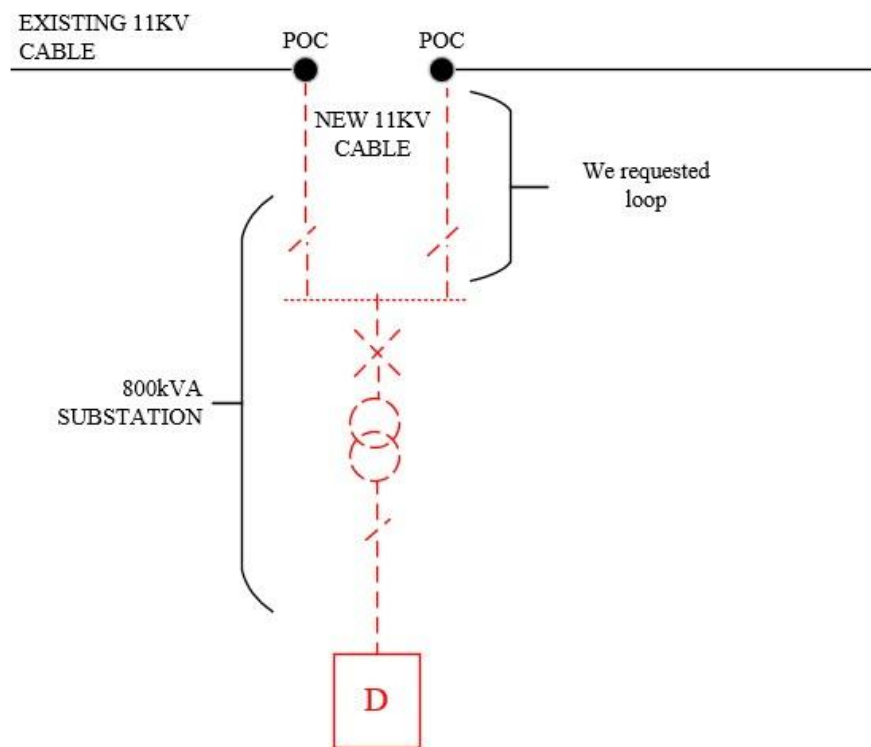 EXISTING 11KV
CABLE
POC
POC
NEW 11KV
CABLE
We requested
loop
800kVA
SUBSTATION
D